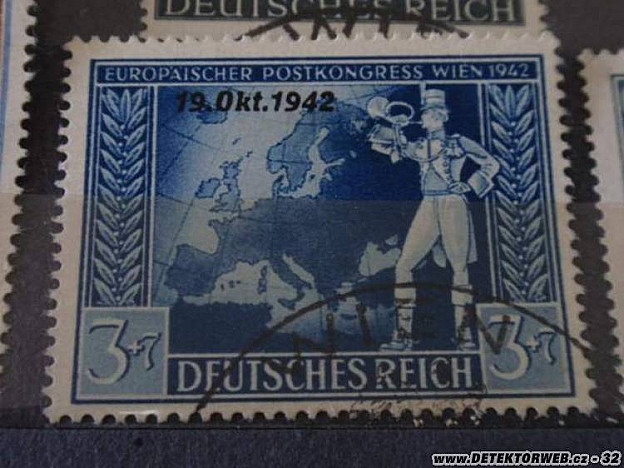 DEUTSCHES REICH
EUROPÄISCHER POSTKONGRESS WIEN 1942
19.Okt.1942
3+7
3+7
DEUTSCHES REICH
WIEN
www.DETEKTORWEB.cz - 32